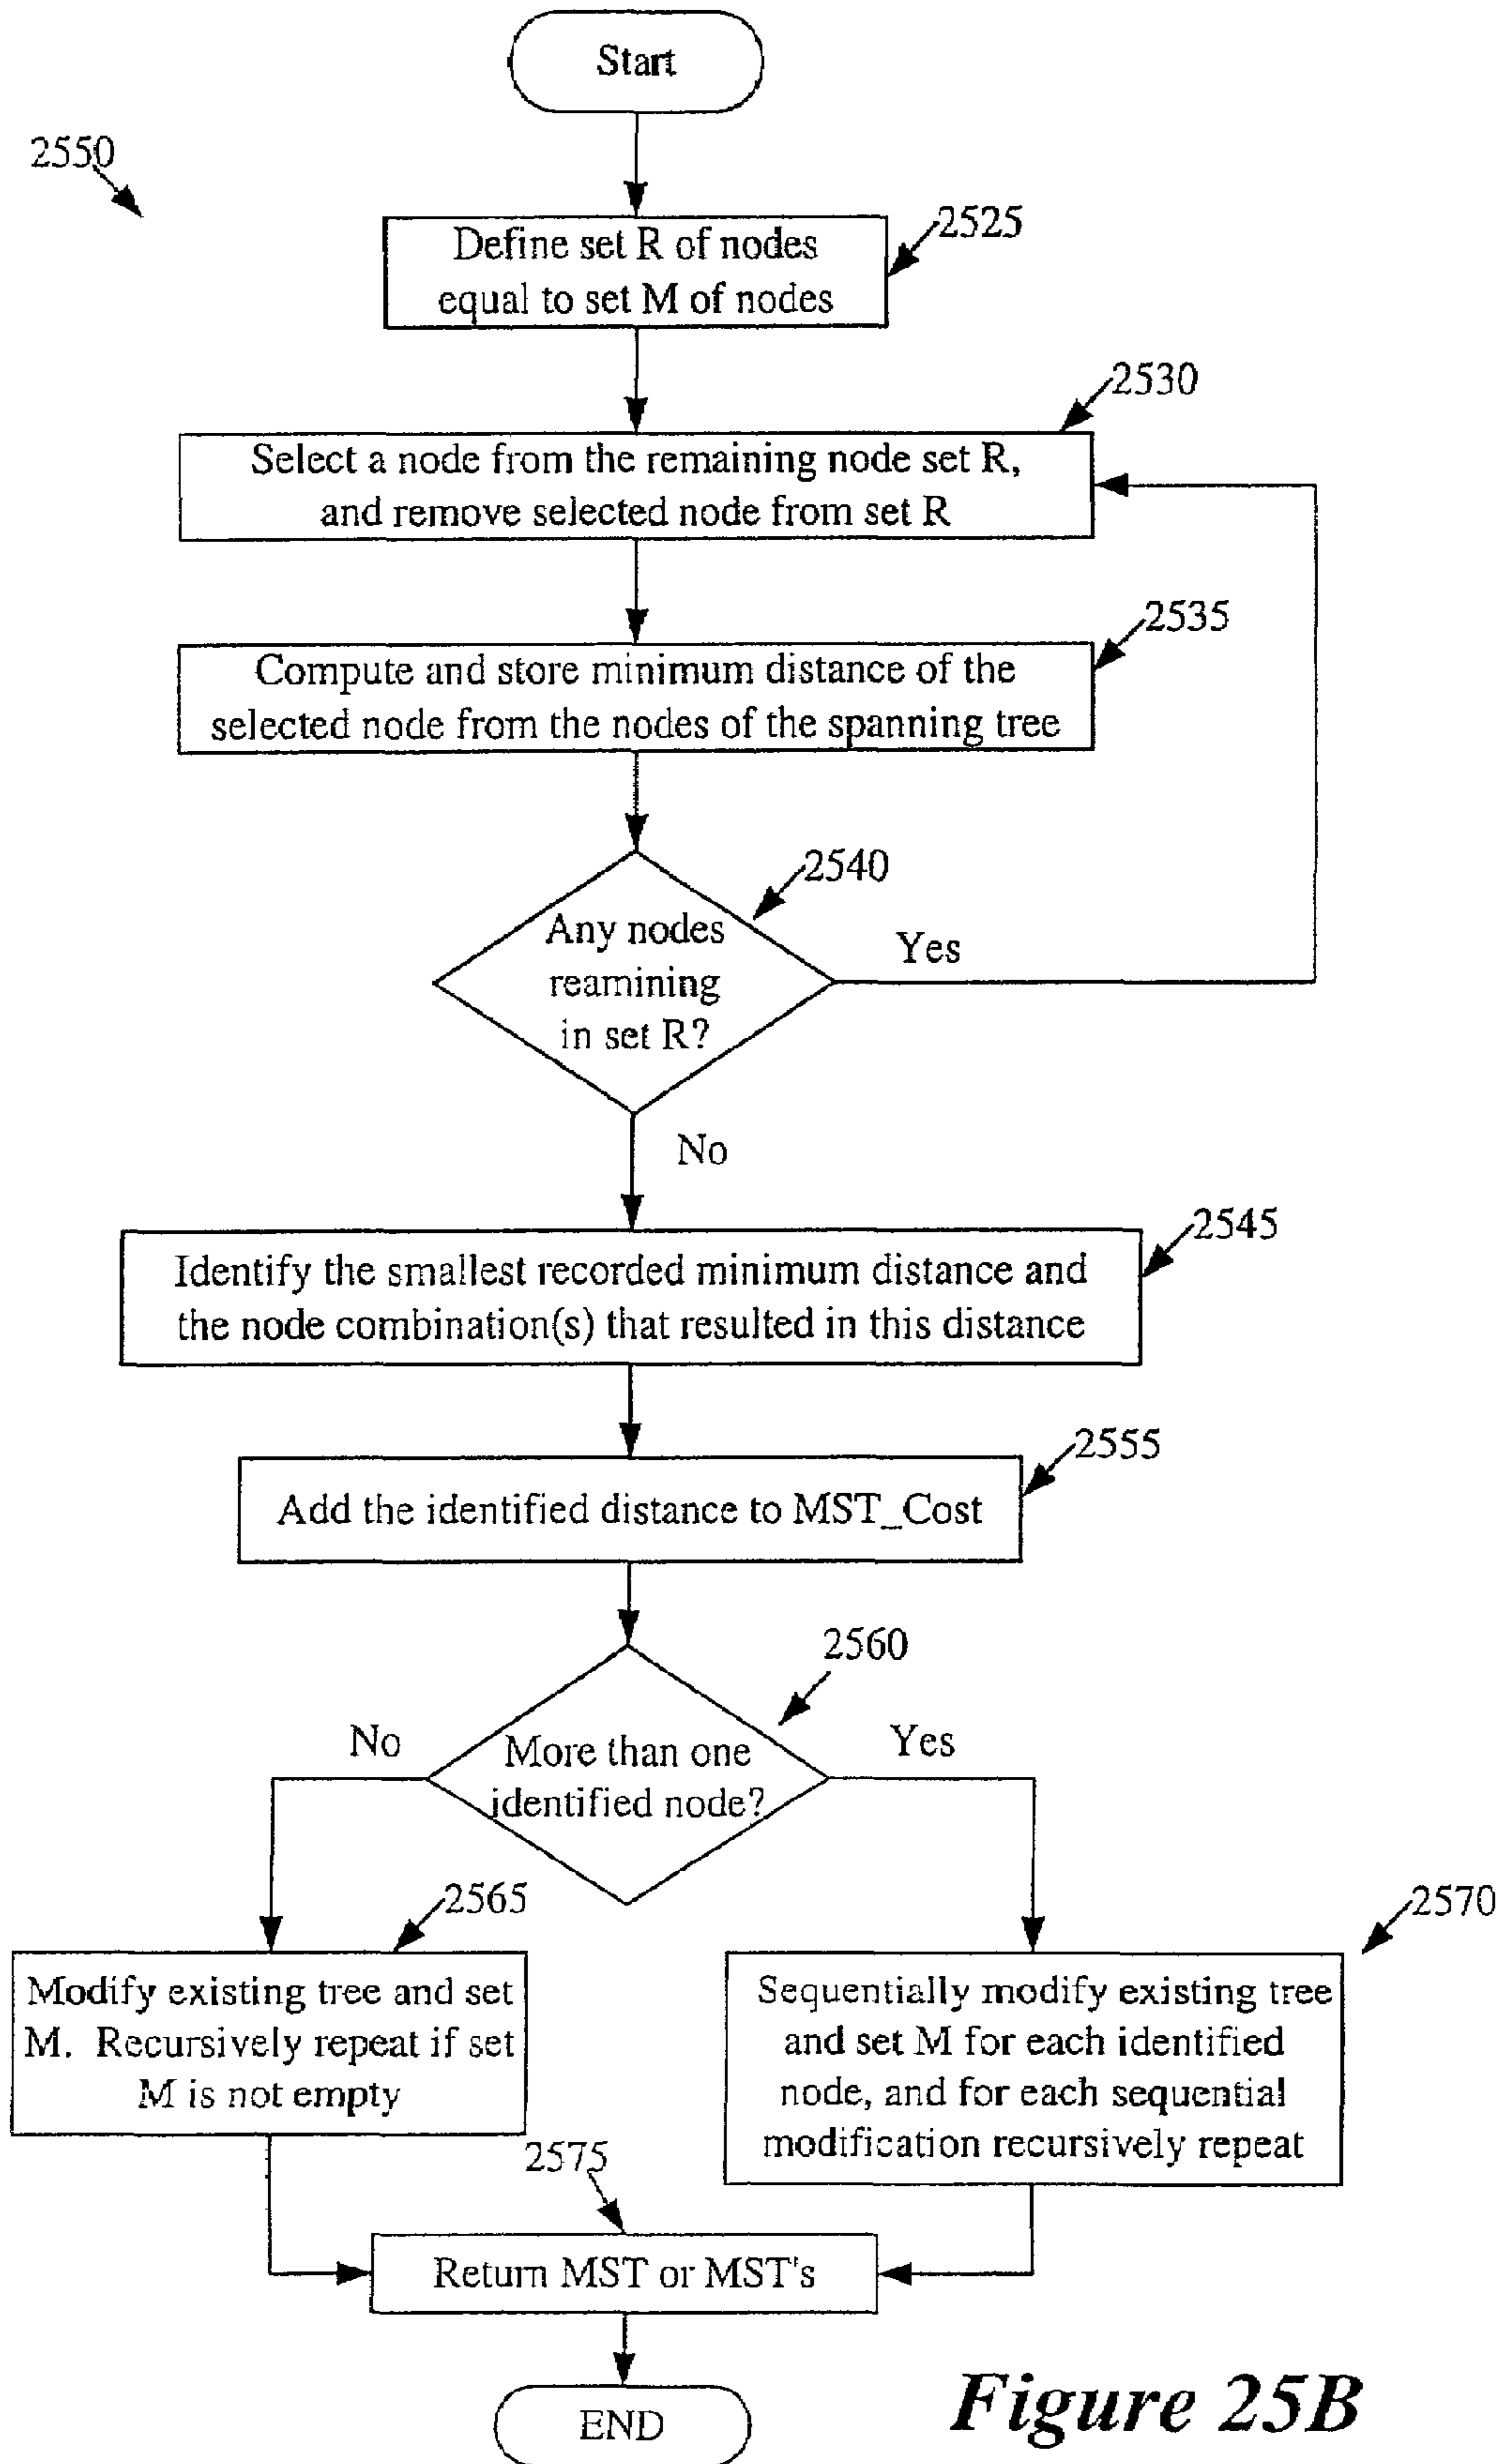 Start
2550
2525
Define set R of nodes
equal to set M of nodes
2530
Select a node from the remaining node set R,
and remove selected node from set R
2535
Compute and store minimum distance of the
selected node from the nodes of the spanning tree
2540
Any nodes
reamining
in set R?
Yes
No
2545
Identify the smallest recorded minimum distance and
the node combination(s) that resulted in this distance
2555
Add the identified distance to MST_Cost
2560
No
More than one
identified node?
Yes
2565
Modify existing tree and set
M. Recursively repeat if set
M is not empty
2570
Sequentially modify existing tree
and set M for each identified
node, and for each sequential
modification recursively repeat
2575
Return MST or MST's
END
Figure 25B